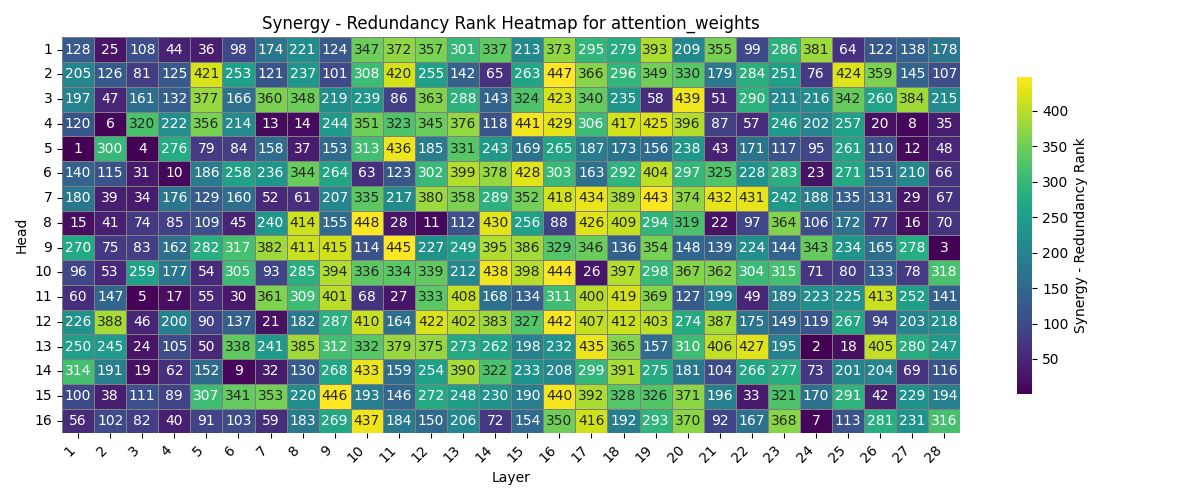 Synergy - Redundancy Rank Heatmap for attention_weights
1 128 25 108 44 36 98 174 221 124 347 372 357 301 337 213 373 295 279 393 209 355 99 286 381 64 122 138 178
2 205 126 81 125 421 253 121 237 101 308 420 255 142 65 263 447 366 296 349 330 179 284 251 76 424 359 145 107
3 197 47 161 132 377 166 360 348 219 239 86 363 288 143 324 423 340 235 58 439 51 290 211 216 342 260 384 215
4 120 6 320 222 356 214 13 14 244 351 323 345 376 118 441 429 306 417 425 396 87 57 246 202 257 20 8 35
5 1 300 4 276 79 84 158 37 153 313 436 185 331 243 169 265 187 173 156 238 43 171 117 95 261 110 12 48
6 140 115 31 10 186 258 236 344 264 63 123 302 399 378 428 303 163 292 404 297 325 228 283 23 271 151 210 66
7 180 39 34 176 129 160 52 61 207 335 217 380 358 289 352 418 434 389 443 374 432 431 242 188 135 131 29 67
8 15 41 74 85 109 45 240 414 155 448 28 11 112 430 256 88 426 409 294 319 22 97 364 106 172 77 16 70
9 270 75 83 162 282 317 382 411 415 114 445 227 249 395 386 329 346 136 354 148 139 224 144 343 234 165 278 3
10 96 53 259 177 54 305 93 285 394 336 334 339 212 438 398 444 26 397 298 367 362 304 315 71 80 133 78 318
11 60 147 5 17 55 30 361 309 401 68 27 333 408 168 134 311 400 419 369 127 199 49 189 223 225 413 252 141
12 226 388 46 200 90 137 21 182 287 410 164 422 402 383 327 442 407 412 403 274 387 175 149 119 267 94 203 218
13 250 245 24 105 50 338 241 385 312 332 379 375 273 262 198 232 435 365 157 310 406 427 195 2 18 405 280 247
14 314 191 19 62 152 9 32 130 268 433 159 254 390 322 233 208 299 391 275 181 104 266 277 73 201 204 69 116
15 100 38 111 89 307 341 353 220 446 193 146 272 248 230 190 440 392 328 326 371 196 33 321 170 291 42 229 194
16 56 102 82 40 91 103 59 183 269 437 184 150 206 72 154 350 416 192 293 370 92 167 368 7 113 281 231 316
1 2 3 4 5 6 7 8 9 10 11 12 13 14 15 16 17 18 19 20 21 22 23 24 25 26 27 28
Layer
Head
400
350
300
250
200
150
100
50
Synergy - Redundancy Rank